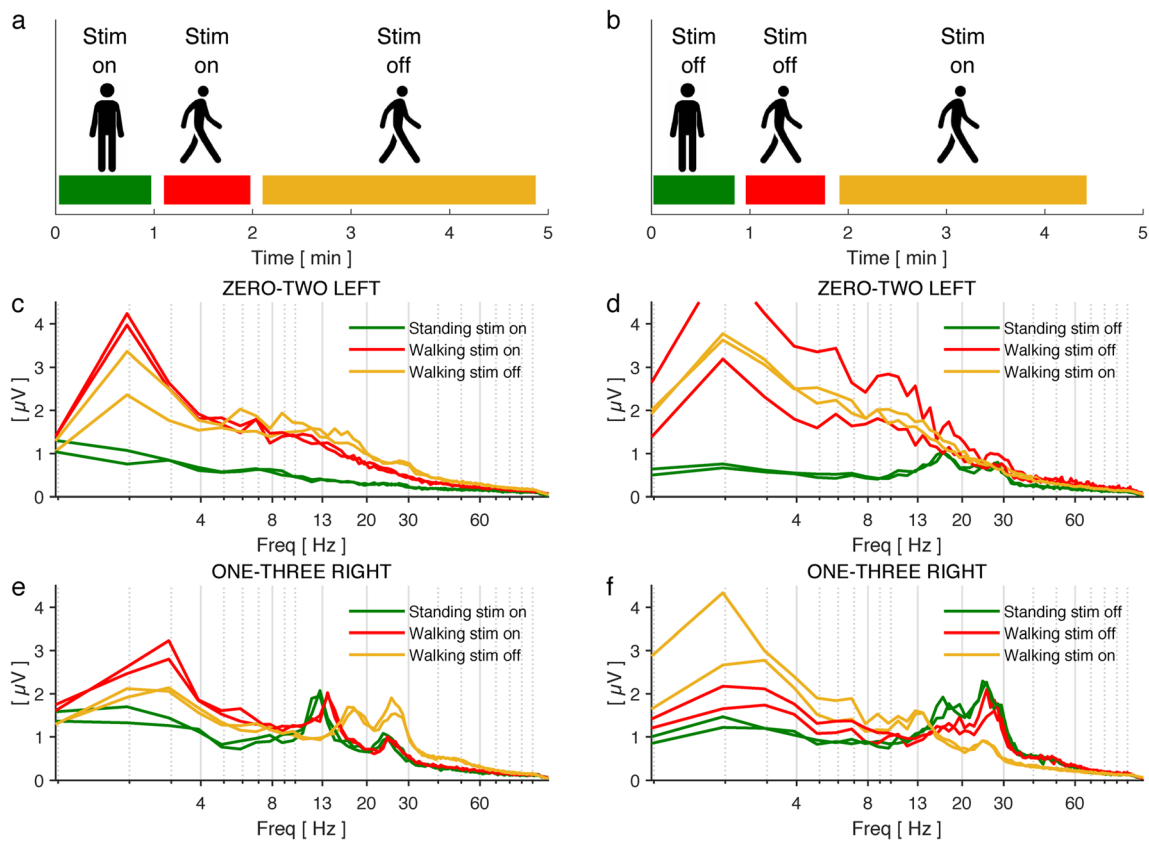 a
Stim on
Stim on
Stim off
0 1 2 3 4 5
Time [ min ]
b
Stim off
Stim off
Stim on
0 1 2 3 4 5
Time [ min ]
c
ZERO-TWO LEFT
Standing stim on
Walking stim on
Walking stim off
[ µV ]
4
3
2
1
0
4 8 13 20 30 60
Freq [ Hz ]
d
ZERO-TWO LEFT
Standing stim off
Walking stim off
Walking stim on
[ µV ]
4
3
2
1
0
4 8 13 20 30 60
Freq [ Hz ]
e
ONE-THREE RIGHT
Standing stim on
Walking stim on
Walking stim off
[ µV ]
4
3
2
1
0
4 8 13 20 30 60
Freq [ Hz ]
f
ONE-THREE RIGHT
Standing stim off
Walking stim off
Walking stim on
[ µV ]
4
3
2
1
0
4 8 13 20 30 60
Freq [ Hz ]